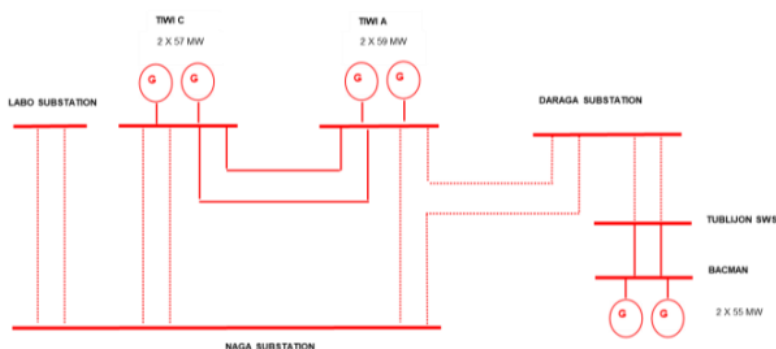 TIWI C
2 X 57 MW
TIWI A
2 X 59 MW
G
G
G
G
LABO SUBSTATION
DARAGA SUBSTATION
TUBLIJON SWS
BACMAN
G
G
2 X 55 MW
NAGA SUBSTATION